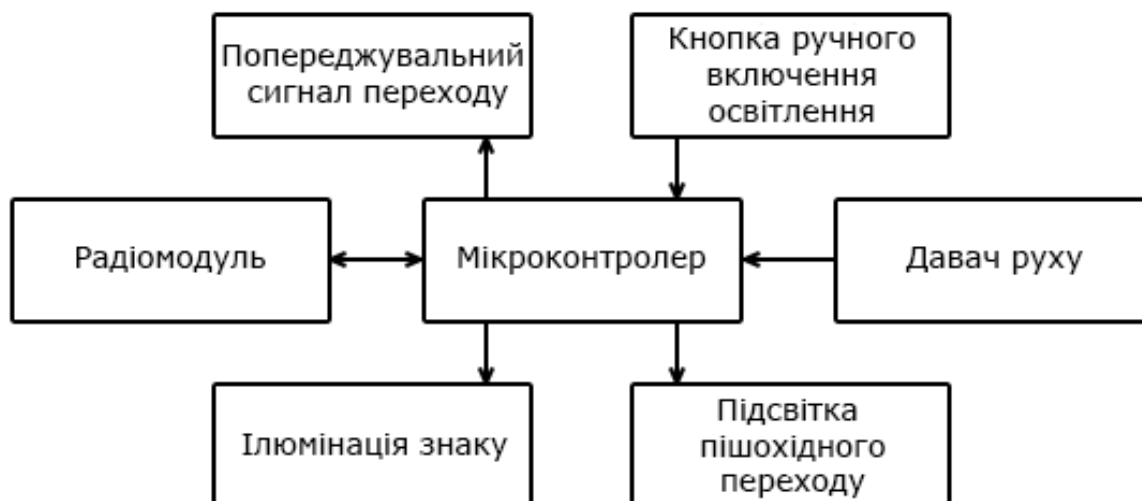 Попереджувальний
сигнал переходу
Кнопка ручного
включення
освітлення
Радіомодуль
Мікроконтролер
Давач руху
Ілюмінація знаку
Підсвітка
пішохідного
переходу